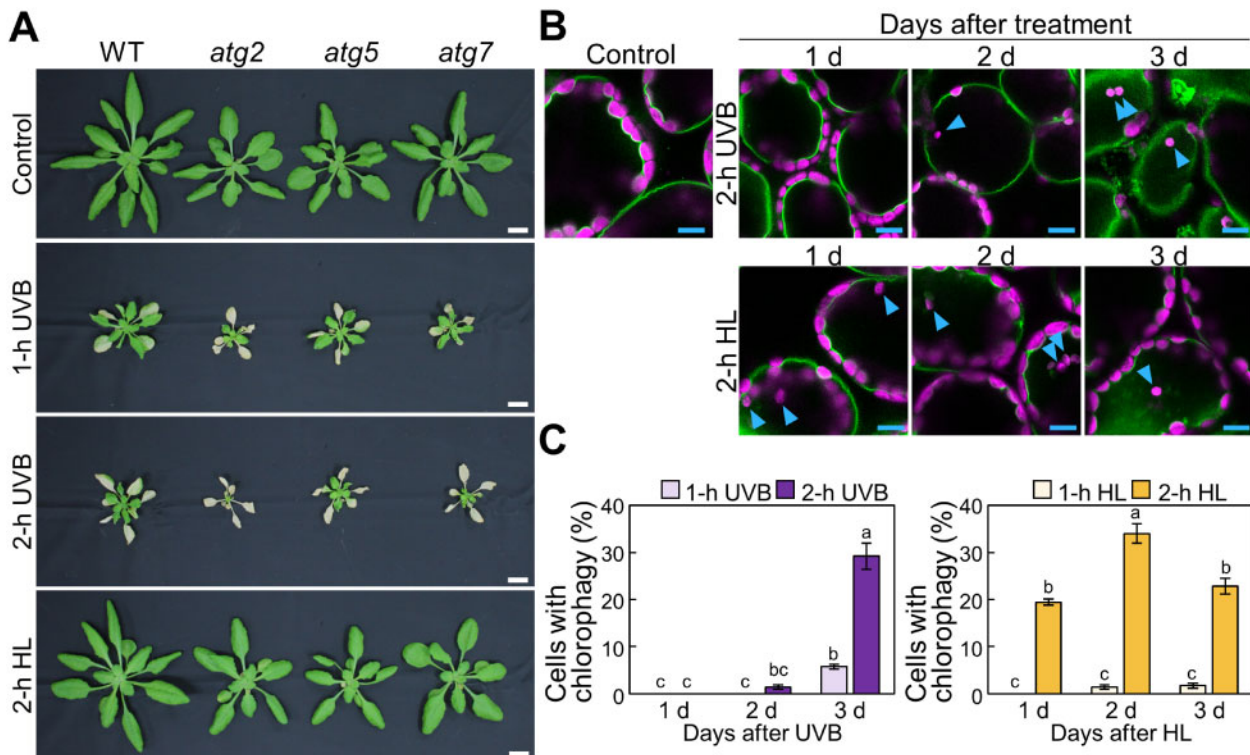 A
WT atg2 atg5 atg7
Control
1-h UVB
2-h UVB
2-h HL
B
Days after treatment
Control 1 d 2 d 3 d
2-h UVB
1 d 2 d 3 d
2-h HL
C
1-h UVB 2-h UVB
Cells with
chlorophagy (%)
40
30
20
10
0
c c c bc b a
1 d 2 d 3 d
Days after UVB
1-h HL 2-h HL
Cells with
chlorophagy (%)
40
30
20
10
0
c b c a c b
1 d 2 d 3 d
Days after HL